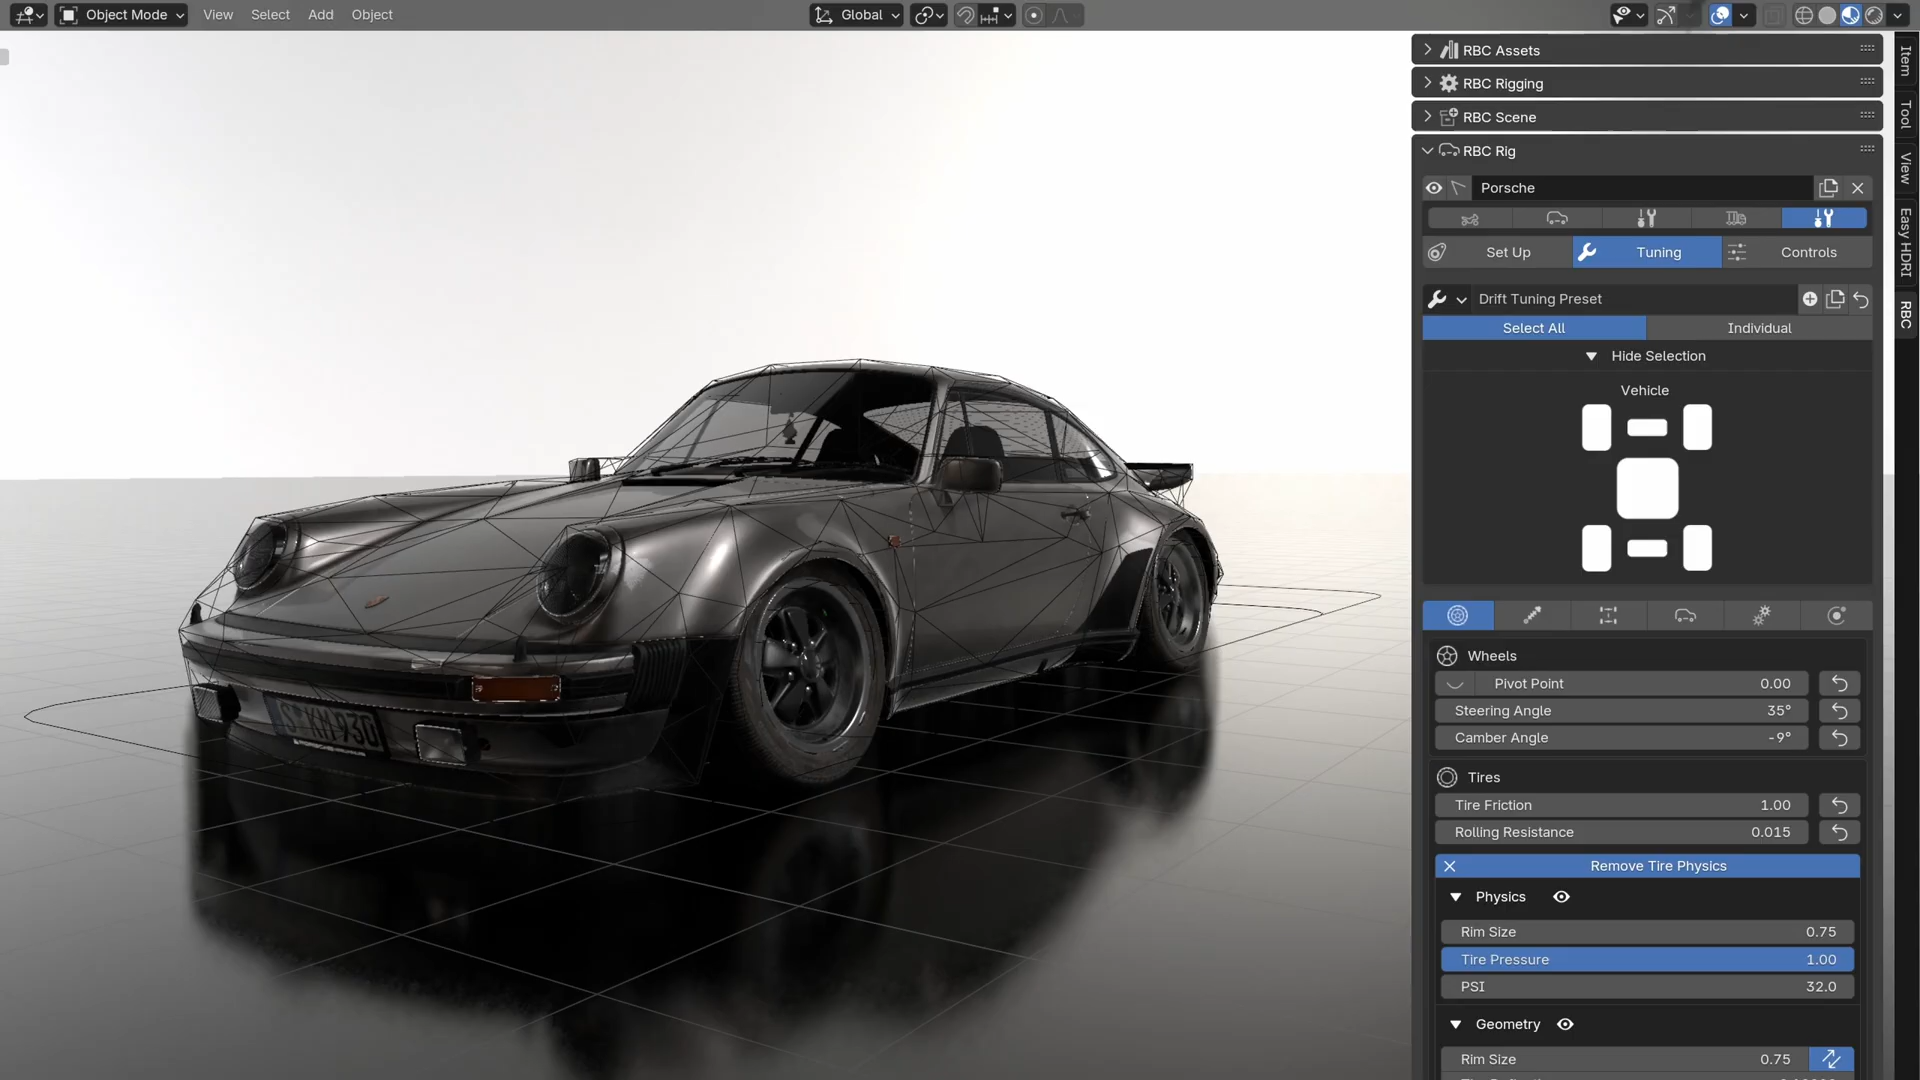 Object Mode
View
Select
Add
Object
Global
RBC Assets
RBC Rigging
RBC Scene
RBC Rig
Porsche
Set Up
Tuning
Controls
Drift Tuning Preset
Select All
Individual
Hide Selection
Vehicle
Wheels
Pivot Point 0.00
Steering Angle 35°
Camber Angle -9°
Tires
Tire Friction 1.00
Rolling Resistance 0.015
Remove Tire Physics
Physics
Rim Size 0.75
Tire Pressure 1.00
PSI 32.0
Geometry
Rim Size 0.75
Item
Tool
View
Easy HDRI
RBC